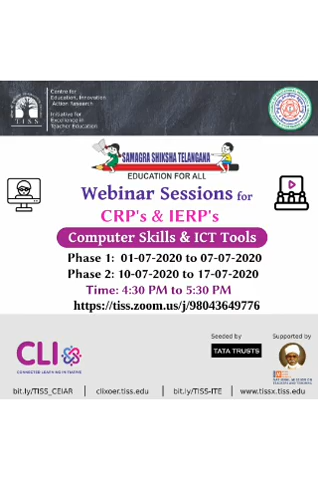 TISS
Centre for
Education, Innovation
Action Research
Initiative for
Excellence in
Teacher Education
SAMAGRA SHIKSHA TELANGANA
EDUCATION FOR ALL
Webinar Sessions for
CRP's & IERP's
Computer Skills & ICT Tools
Phase 1: 01-07-2020 to 07-07-2020
Phase 2: 10-07-2020 to 17-07-2020
Time: 4:30 PM to 5:30 PM
https://tiss.zoom.us/j/98043649776
CLI
CONNECTED LEARNING INITIATIVE
Seeded by
TATA TRUSTS
Supported by
bit.ly/TISS_CEIAR
clixoer.tiss.edu
bit.ly/TISS-ITE
www.tissx.tiss.edu